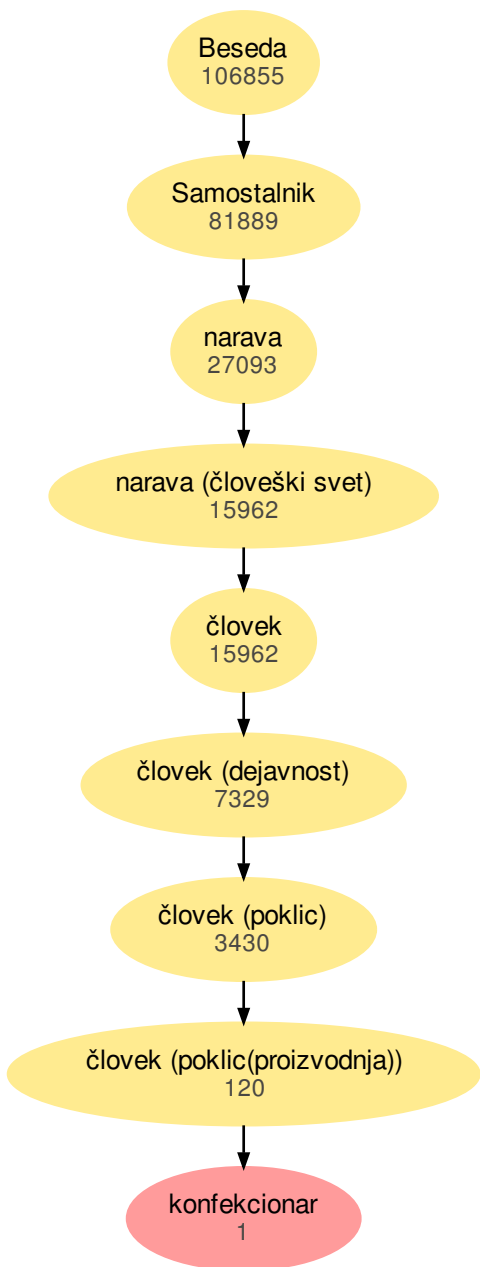 Beseda
106855
Samostalnik
81889
narava
27093
narava (človeški svet)
15962
človek
15962
človek (dejavnost)
7329
človek (poklic)
3430
človek (poklic(proizvodnja))
120
konfekcionar
1